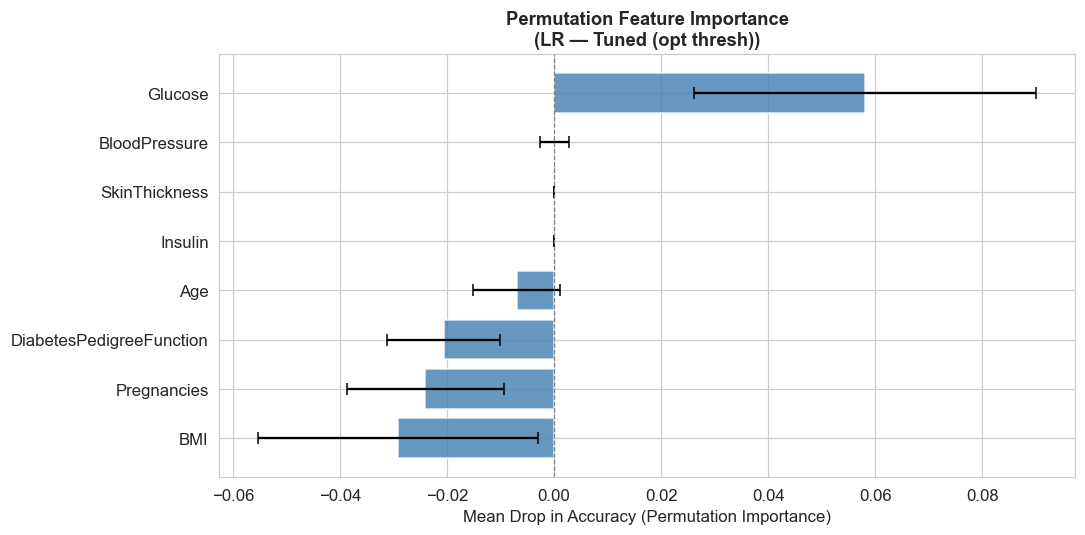 Permutation Feature Importance
(LR — Tuned (opt thresh))
Glucose
BloodPressure
SkinThickness
Insulin
Age
DiabetesPedigreeFunction
Pregnancies
BMI
−0.06 −0.04 −0.02 0.00 0.02 0.04 0.06 0.08
Mean Drop in Accuracy (Permutation Importance)